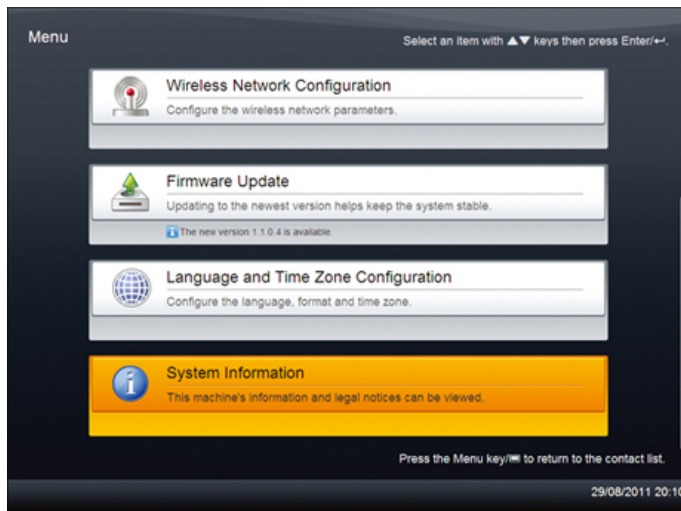 Menu
Select an item with ▲▼ keys then press Enter/↵.
Wireless Network Configuration
Configure the wireless network parameters.
Firmware Update
Updating to the newest version helps keep the system stable.
The new version 1.1.0.4 is available
Language and Time Zone Configuration
Configure the language, format and time zone.
System Information
This machine's information and legal notices can be viewed.
Press the Menu key/ to return to the contact list.
29/08/2011 20:10